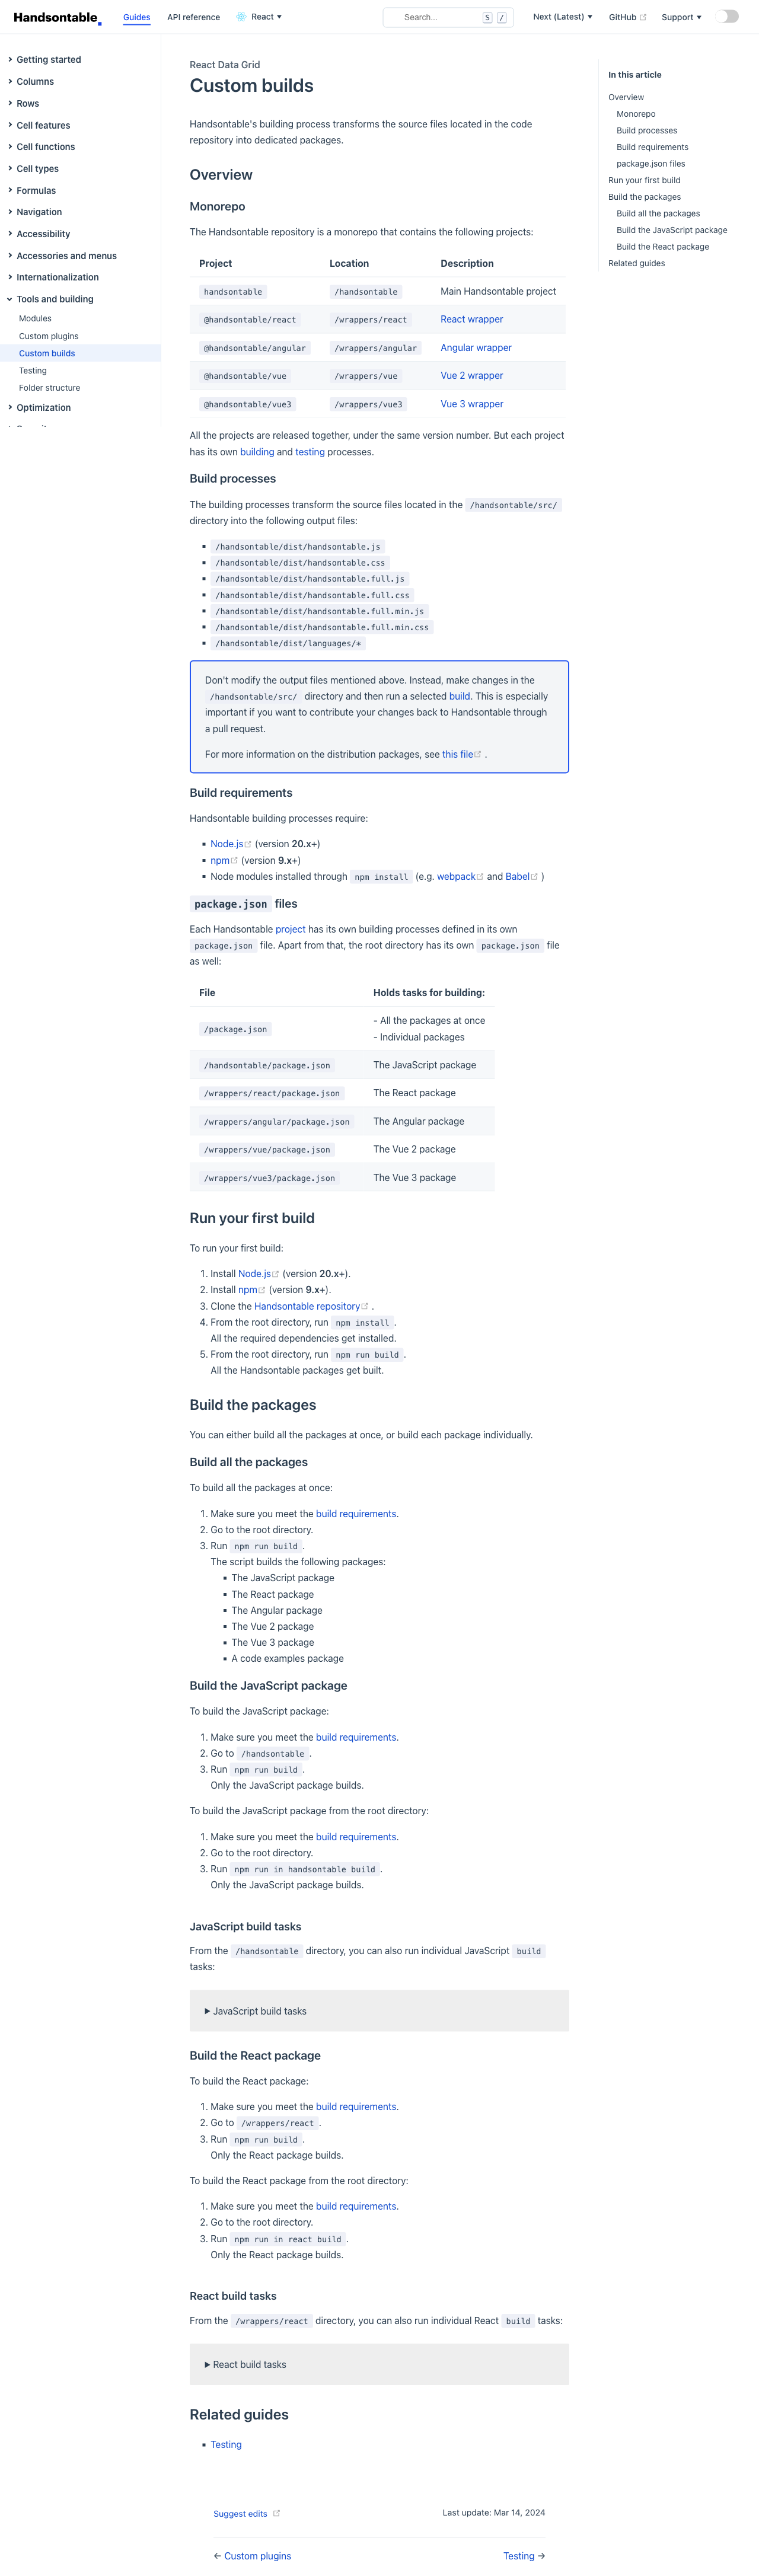 Handsontable
Guides
API reference
React
Search...
S
/
Next (Latest)
GitHub
Support
Getting started
Columns
Rows
Cell features
Cell functions
Cell types
Formulas
Navigation
Accessibility
Accessories and menus
Internationalization
Tools and building
Modules
Custom plugins
Custom builds
Testing
Folder structure
Optimization
React Data Grid
Custom builds
Handsontable's building process transforms the source files located in the code
repository into dedicated packages.
Overview
Monorepo
The Handsontable repository is a monorepo that contains the following projects:
Project Location Description
handsontable /handsontable Main Handsontable project
@handsontable/react /wrappers/react React wrapper
@handsontable/angular /wrappers/angular Angular wrapper
@handsontable/vue /wrappers/vue Vue 2 wrapper
@handsontable/vue3 /wrappers/vue3 Vue 3 wrapper
All the projects are released together, under the same version number. But each project
has its own building and testing processes.
Build processes
The building processes transform the source files located in the /handsontable/src/
directory into the following output files:
/handsontable/dist/handsontable.js
/handsontable/dist/handsontable.css
/handsontable/dist/handsontable.full.js
/handsontable/dist/handsontable.full.css
/handsontable/dist/handsontable.full.min.js
/handsontable/dist/handsontable.full.min.css
/handsontable/dist/languages/*
Don't modify the output files mentioned above. Instead, make changes in the
/handsontable/src/ directory and then run a selected build. This is especially
important if you want to contribute your changes back to Handsontable through
a pull request.
For more information on the distribution packages, see this file .
Build requirements
Handsontable building processes require:
Node.js (version 20.x+)
npm (version 9.x+)
Node modules installed through npm install (e.g. webpack and Babel )
package.json files
Each Handsontable project has its own building processes defined in its own
package.json file. Apart from that, the root directory has its own package.json file
as well:
File Holds tasks for building:
/package.json - All the packages at once
- Individual packages
/handsontable/package.json The JavaScript package
/wrappers/react/package.json The React package
/wrappers/angular/package.json The Angular package
/wrappers/vue/package.json The Vue 2 package
/wrappers/vue3/package.json The Vue 3 package
Run your first build
To run your first build:
1. Install Node.js (version 20.x+).
2. Install npm (version 9.x+).
3. Clone the Handsontable repository .
4. From the root directory, run npm install .
All the required dependencies get installed.
5. From the root directory, run npm run build .
All the Handsontable packages get built.
Build the packages
You can either build all the packages at once, or build each package individually.
Build all the packages
To build all the packages at once:
1. Make sure you meet the build requirements.
2. Go to the root directory.
3. Run npm run build .
The script builds the following packages:
The JavaScript package
The React package
The Angular package
The Vue 2 package
The Vue 3 package
A code examples package
Build the JavaScript package
To build the JavaScript package:
1. Make sure you meet the build requirements.
2. Go to /handsontable .
3. Run npm run build .
Only the JavaScript package builds.
To build the JavaScript package from the root directory:
1. Make sure you meet the build requirements.
2. Go to the root directory.
3. Run npm run in handsontable build .
Only the JavaScript package builds.
JavaScript build tasks
From the /handsontable directory, you can also run individual JavaScript build
tasks:
JavaScript build tasks
Build the React package
To build the React package:
1. Make sure you meet the build requirements.
2. Go to /wrappers/react .
3. Run npm run build .
Only the React package builds.
To build the React package from the root directory:
1. Make sure you meet the build requirements.
2. Go to the root directory.
3. Run npm run in react build .
Only the React package builds.
React build tasks
From the /wrappers/react directory, you can also run individual React build tasks:
React build tasks
Related guides
Testing
Suggest edits
Last update: Mar 14, 2024
← Custom plugins
Testing →
In this article
Overview
Monorepo
Build processes
Build requirements
package.json files
Run your first build
Build the packages
Build all the packages
Build the JavaScript package
Build the React package
Related guides